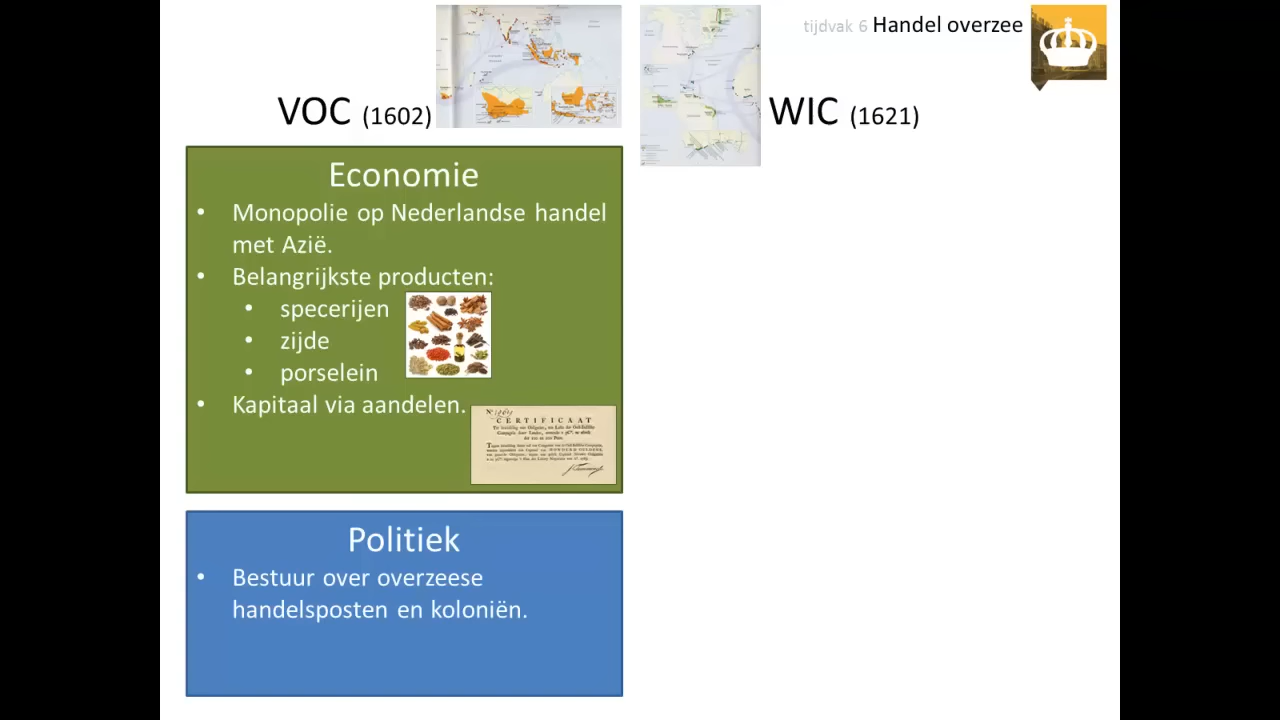 tijdvak 6 Handel overzee
VOC (1602)
WIC (1621)
Economie
• Monopolie op Nederlandse handel
met Azië.
• Belangrijkste producten:
• specerijen
• zijde
• porselein
• Kapitaal via aandelen.
CERTIFICAAT
Politiek
• Bestuur over overzeese
handelsposten en koloniën.